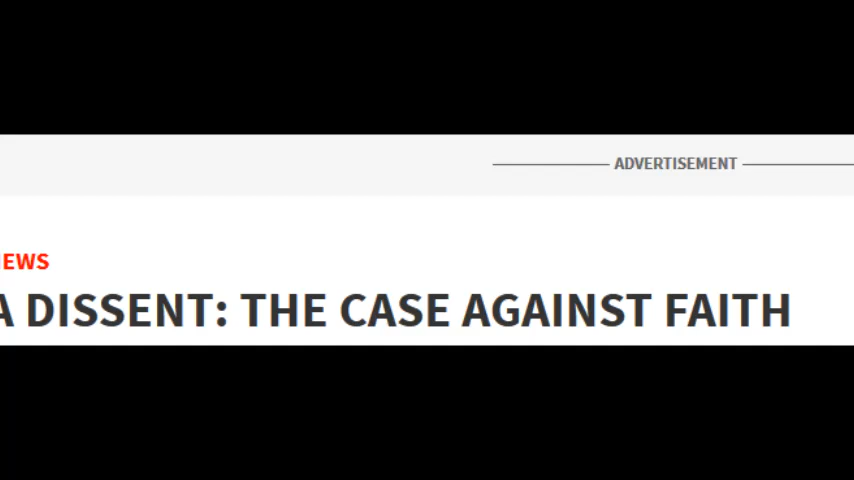 ADVERTISEMENT
EWS
A DISSENT: THE CASE AGAINST FAITH